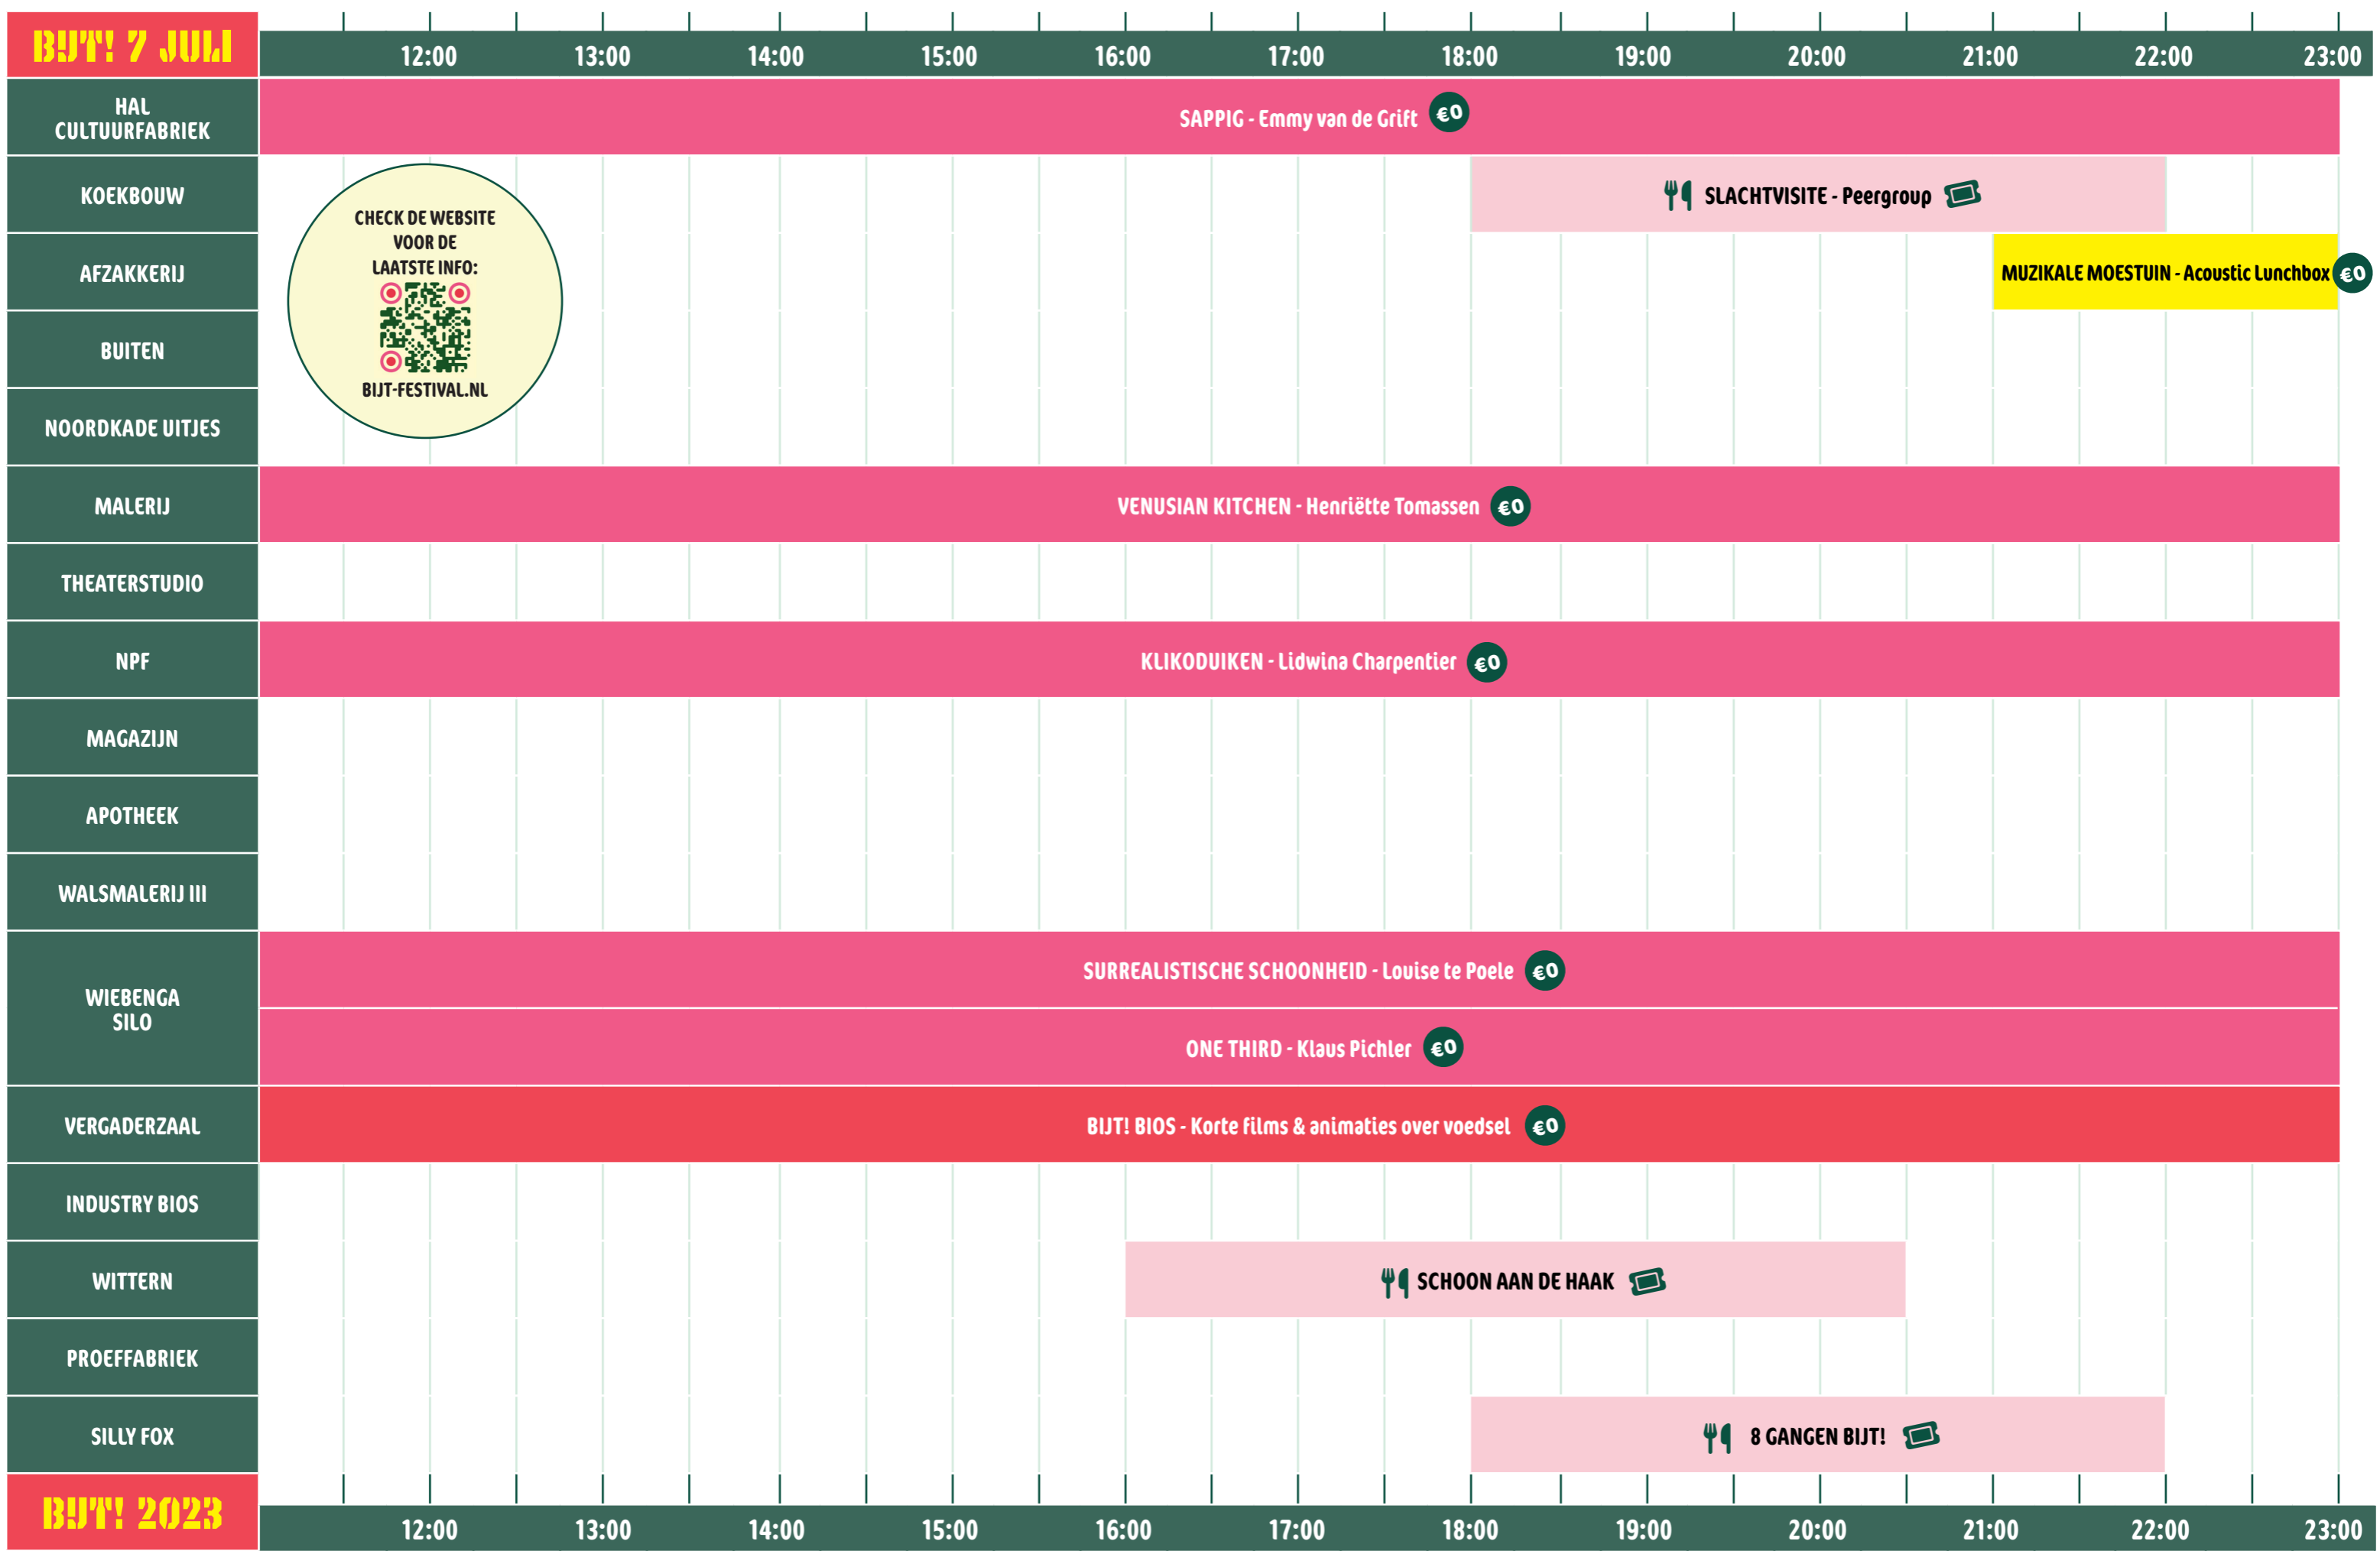 BIJT! 7 JULI
12:00 13:00 14:00 15:00 16:00 17:00 18:00 19:00 20:00 21:00 22:00 23:00
HAL
CULTUURFABRIEK
SAPPIG - Emmy van de Grift €0
KOEKBOUW
SLACHTVISITE - Peergroup
CHECK DE WEBSITE
VOOR DE
LAATSTE INFO:
BIJT-FESTIVAL.NL
AFZAKKERIJ
MUZIKALE MOESTUIN - Acoustic Lunchbox €0
BUITEN
NOORDKADE UITJES
MALERIJ
VENUSIAN KITCHEN - Henriëtte Tomassen €0
THEATERSTUDIO
NPF
KLIKODUIKEN - Lidwina Charpentier €0
MAGAZIJN
APOTHEEK
WALSMALERIJ III
WIEBENGA
SILO
SURREALISTISCHE SCHOONHEID - Louise te Poele €0
ONE THIRD - Klaus Pichler €0
VERGADERZAAL
BIJT! BIOS - Korte films & animaties over voedsel €0
INDUSTRY BIOS
WITTERN
SCHOON AAN DE HAAK
PROEFFABRIEK
SILLY FOX
8 GANGEN BIJT!
BIJT! 2023
12:00 13:00 14:00 15:00 16:00 17:00 18:00 19:00 20:00 21:00 22:00 23:00